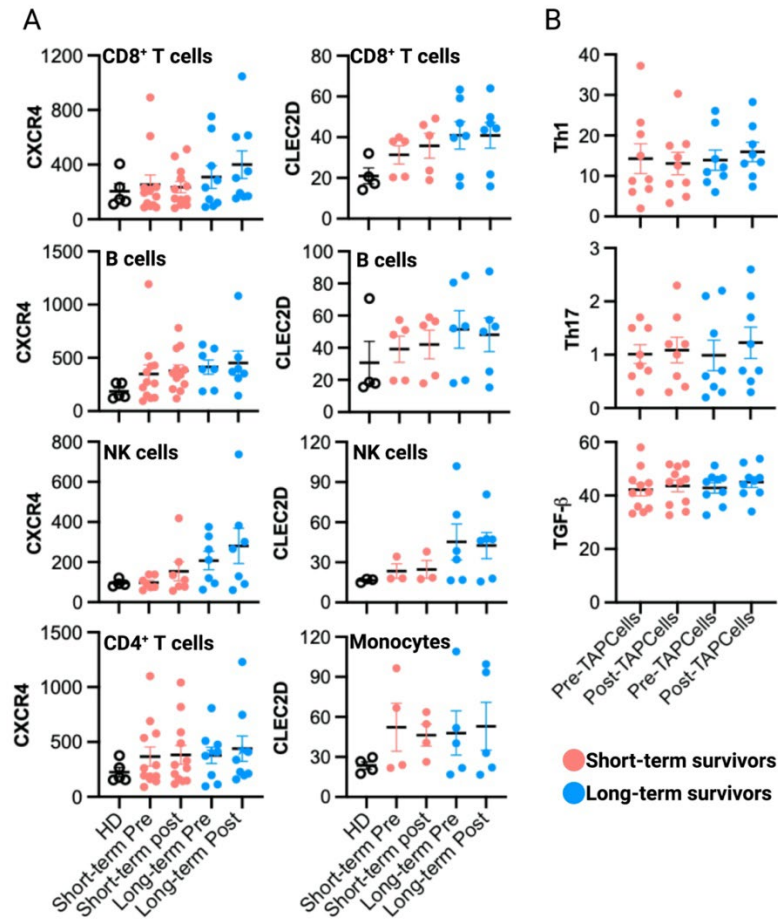 A
B
CD8⁺ T cells
CXCR4
1200
800
400
0
CD8⁺ T cells
CLEC2D
80
60
40
20
0
Th1
40
30
20
10
0
B cells
CXCR4
1500
1000
500
0
B cells
CLEC2D
100
80
60
40
20
0
Th17
3
2
1
0
NK cells
CXCR4
800
600
400
200
0
NK cells
CLEC2D
120
90
60
30
0
TGF-β
60
40
20
0
CD4⁺ T cells
CXCR4
1500
1000
500
0
Monocytes
CLEC2D
120
90
60
30
0
Pre-TAPCells
Post-TAPCells
Pre-TAPCells
Post-TAPCells
Short-term survivors
Long-term survivors
HD
Short-term Pre
Short-term post
Long-term Pre
Long-term Post
HD
Short-term Pre
Short-term post
Long-term Pre
Long-term Post